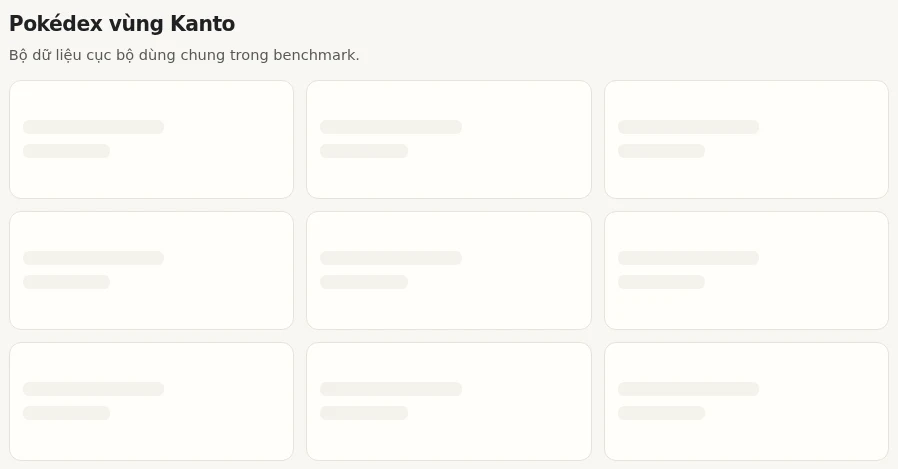 Pokédex vùng Kanto
Bộ dữ liệu cục bộ dùng chung trong benchmark.